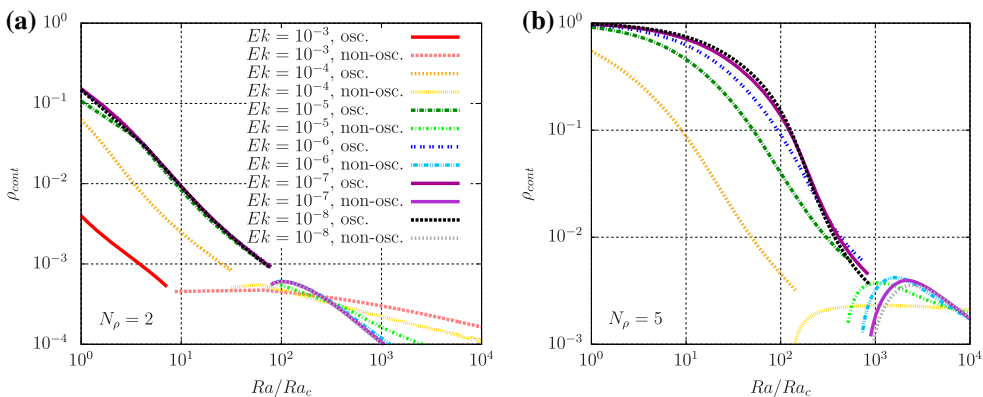 (a)
10^0
10^-1
10^-2
10^-3
10^-4
ρ_cont
Ek = 10^-3, osc.
Ek = 10^-3, non-osc.
Ek = 10^-4, osc.
Ek = 10^-4, non-osc.
Ek = 10^-5, osc.
Ek = 10^-5, non-osc.
Ek = 10^-6, osc.
Ek = 10^-6, non-osc.
Ek = 10^-7, osc.
Ek = 10^-7, non-osc.
Ek = 10^-8, osc.
Ek = 10^-8, non-osc.
N_ρ = 2
10^0 10^1 10^2 10^3 10^4
Ra/Ra_c
(b)
10^0
10^-1
10^-2
10^-3
ρ_cont
N_ρ = 5
10^0 10^1 10^2 10^3 10^4
Ra/Ra_c